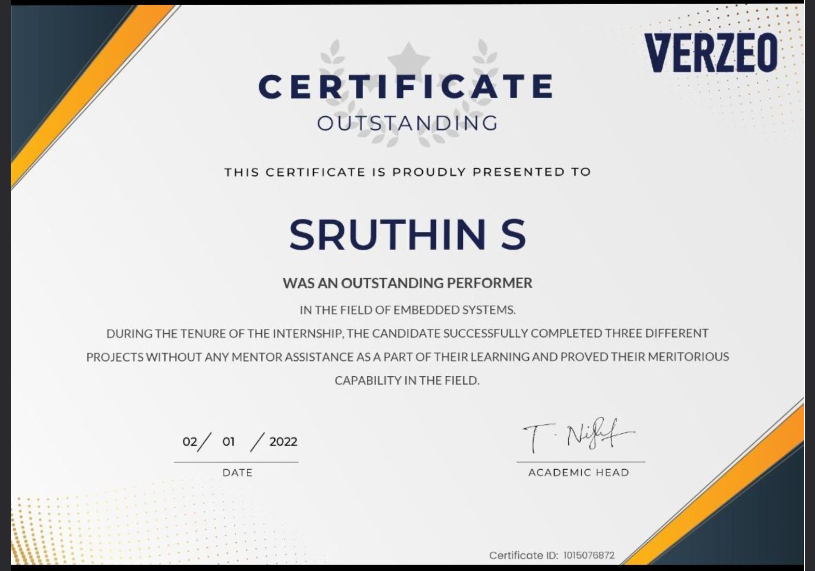 VERZEO
CERTIFICATE
OUTSTANDING
THIS CERTIFICATE IS PROUDLY PRESENTED TO
SRUTHIN S
WAS AN OUTSTANDING PERFORMER
IN THE FIELD OF EMBEDDED SYSTEMS.
DURING THE TENURE OF THE INTERNSHIP, THE CANDIDATE SUCCESSFULLY COMPLETED THREE DIFFERENT
PROJECTS WITHOUT ANY MENTOR ASSISTANCE AS A PART OF THEIR LEARNING AND PROVED THEIR MERITORIOUS
CAPABILITY IN THE FIELD.
02/ 01 / 2022
DATE
ACADEMIC HEAD
Certificate ID: 1015076872